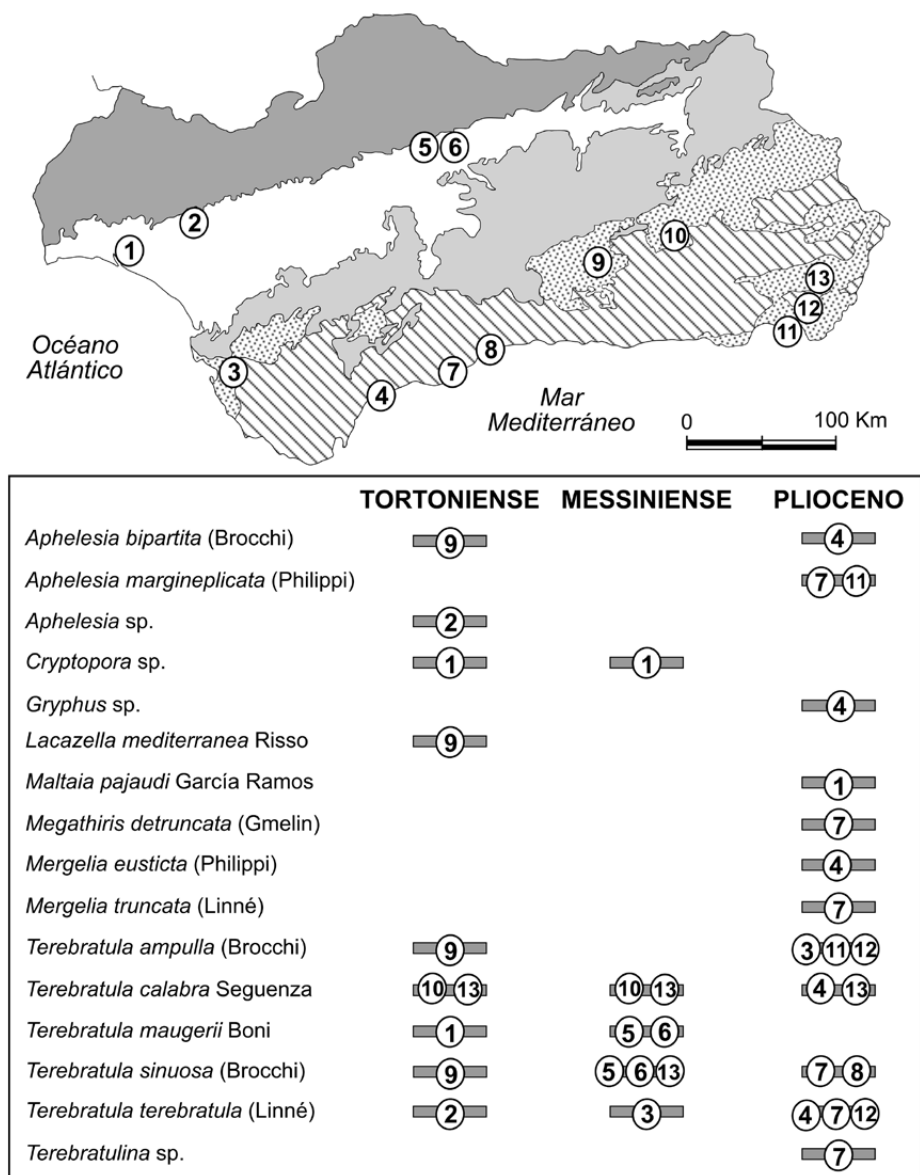 5 6
2
1
9
10
13
12
11
3
8
7
4
Océano
Atlántico
Mar
Mediterráneo
0 100 Km
TORTONIENSE MESSINIENSE PLIOCENO
Aphelesia bipartita (Brocchi) 9 4
Aphelesia margineplicata (Philippi) 7 11
Aphelesia sp. 2
Cryptopora sp. 1 1
Gryphus sp. 4
Lacazella mediterranea Risso 9
Maltaia pajaudi García Ramos 1
Megathiris detruncata (Gmelin) 7
Mergelia eusticta (Philippi) 4
Mergelia truncata (Linné) 7
Terebratula ampulla (Brocchi) 9 3 11 12
Terebratula calabra Seguenza 10 13 10 13 4 13
Terebratula maugerii Boni 1 5 6
Terebratula sinuosa (Brocchi) 9 5 6 13 7 8
Terebratula terebratula (Linné) 2 3 4 7 12
Terebratulina sp. 7